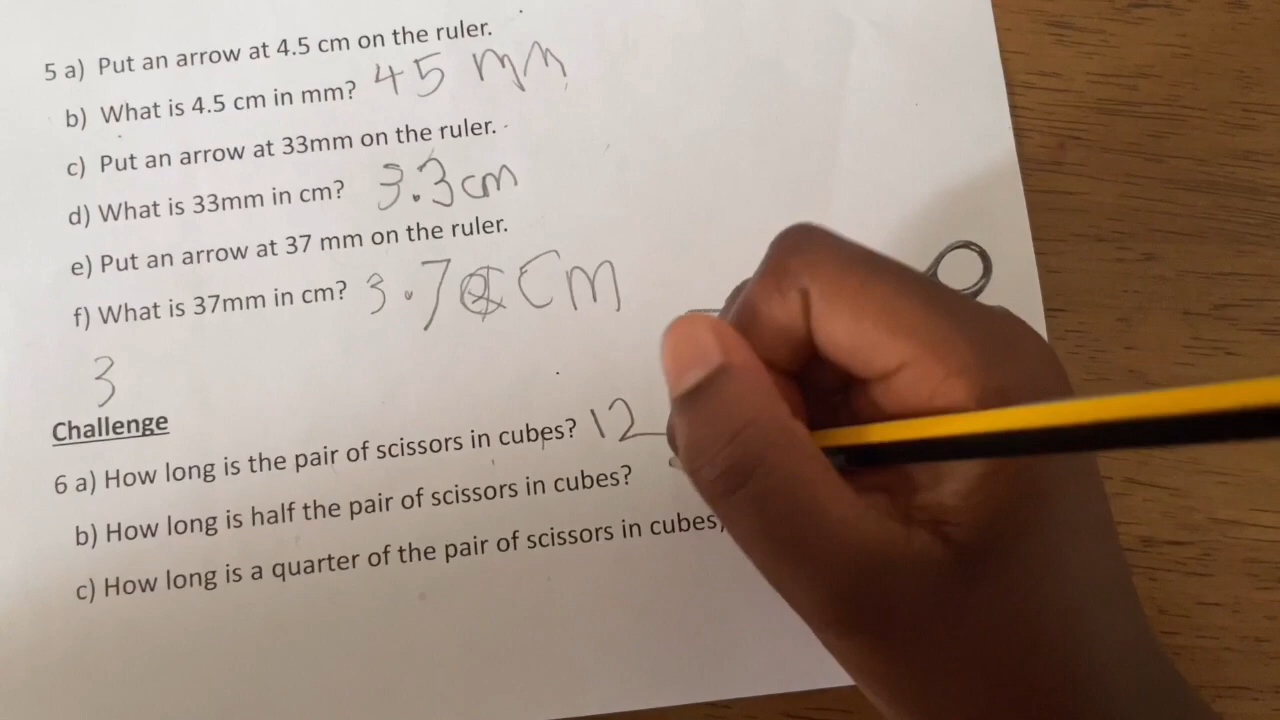 5 a) Put an arrow at 4.5 cm on the ruler.
b) What is 4.5 cm in mm? 45 mm
c) Put an arrow at 33mm on the ruler.
d) What is 33mm in cm? 3.3cm
e) Put an arrow at 37 mm on the ruler.
f) What is 37mm in cm? 3.7 cm
3
Challenge
6 a) How long is the pair of scissors in cubes? 12
b) How long is half the pair of scissors in cubes?
c) How long is a quarter of the pair of scissors in cubes